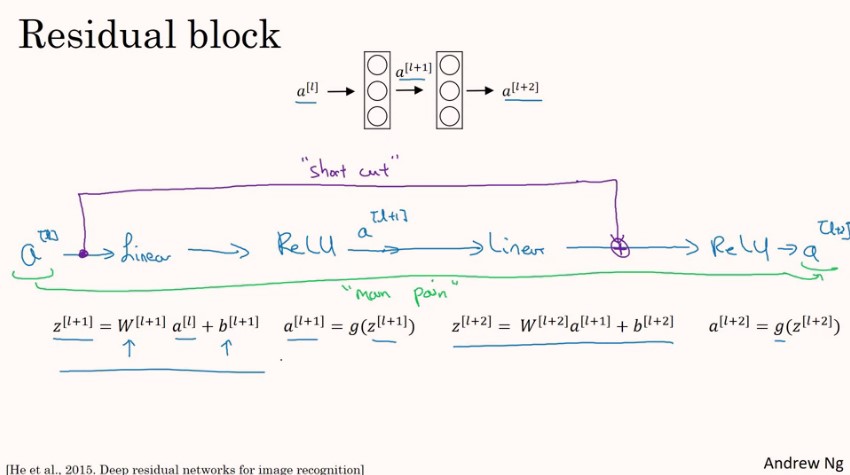 Residual block
a[l] → a[l+1] → → a[l+2]
"short cut"
a[l+1]
a[l] → Linear → ReLU → Linear → ReLU → a[l+2]
"main path"
z[l+1] = W[l+1] a[l] + b[l+1] a[l+1] = g(z[l+1]) z[l+2] = W[l+2]a[l+1] + b[l+2] a[l+2] = g(z[l+2])
[He et al., 2015. Deep residual networks for image recognition]
Andrew Ng